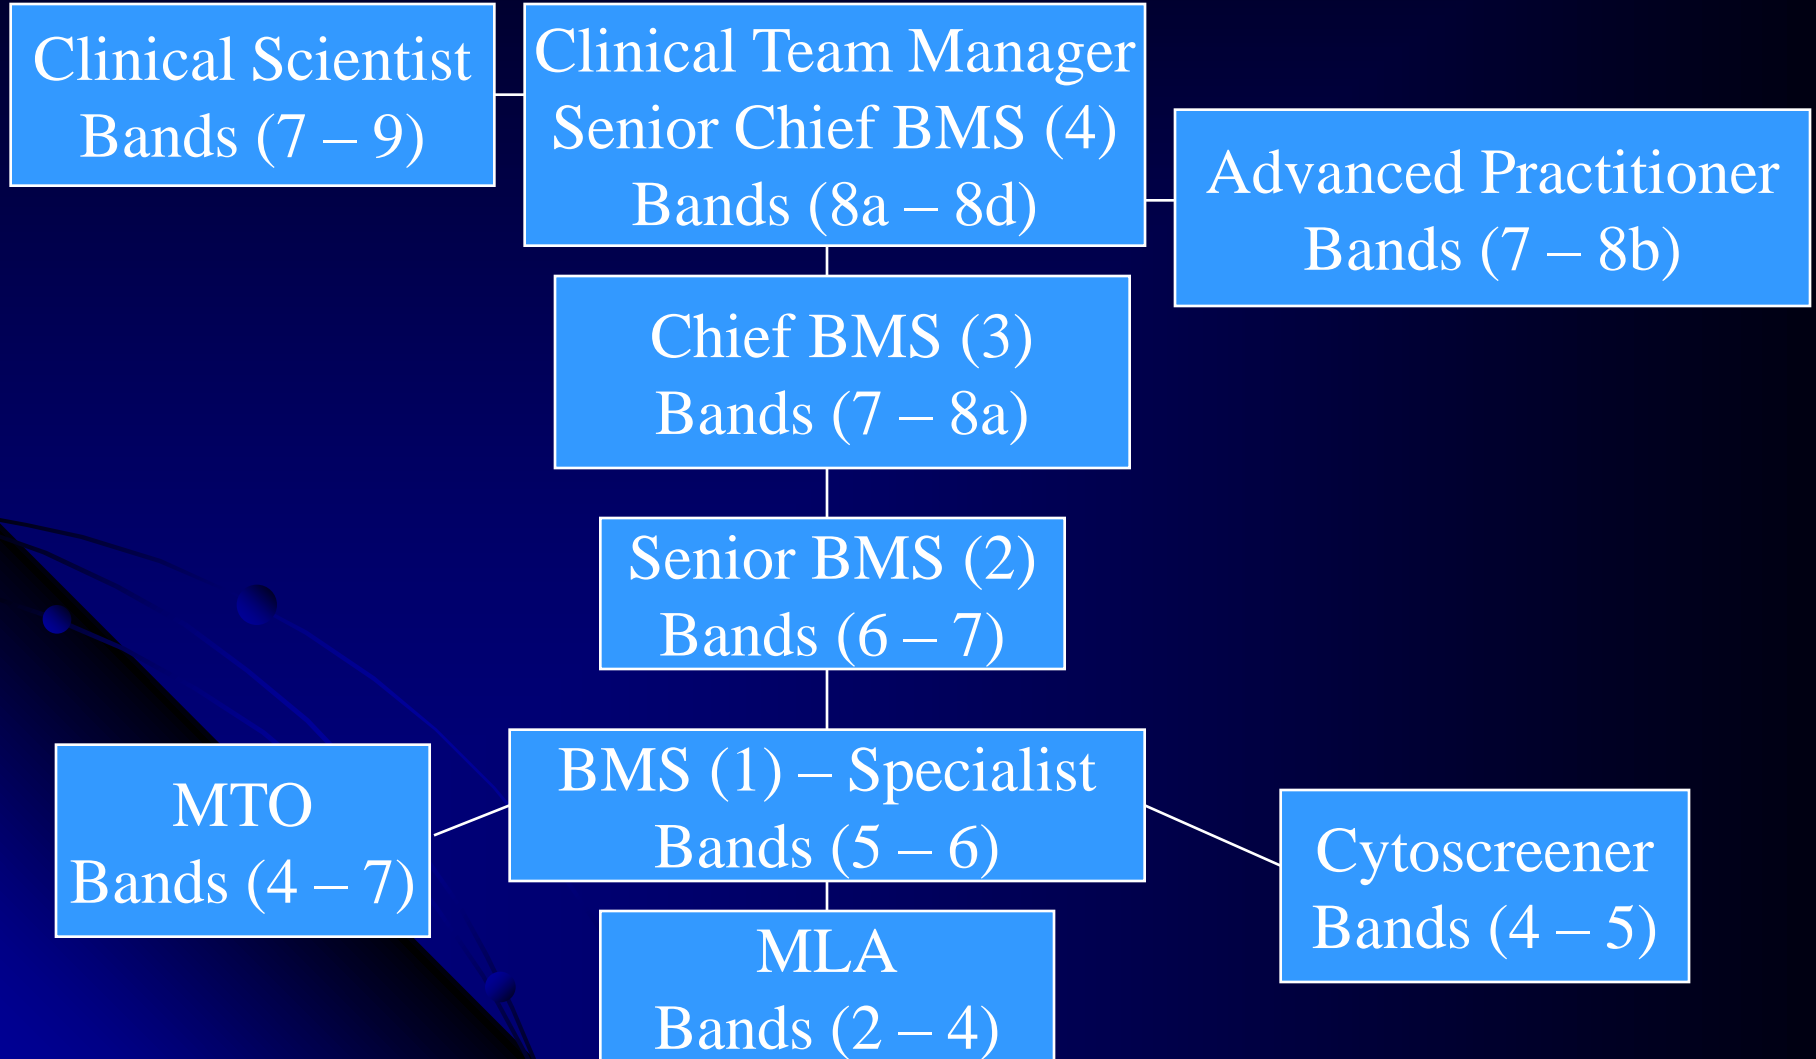 Clinical Scientist
Bands (7 – 9)
Clinical Team Manager
Senior Chief BMS (4)
Bands (8a – 8d)
Advanced Practitioner
Bands (7 – 8b)
Chief BMS (3)
Bands (7 – 8a)
Senior BMS (2)
Bands (6 – 7)
BMS (1) – Specialist
Bands (5 – 6)
MTO
Bands (4 – 7)
Cytoscreener
Bands (4 – 5)
MLA
Bands (2 – 4)